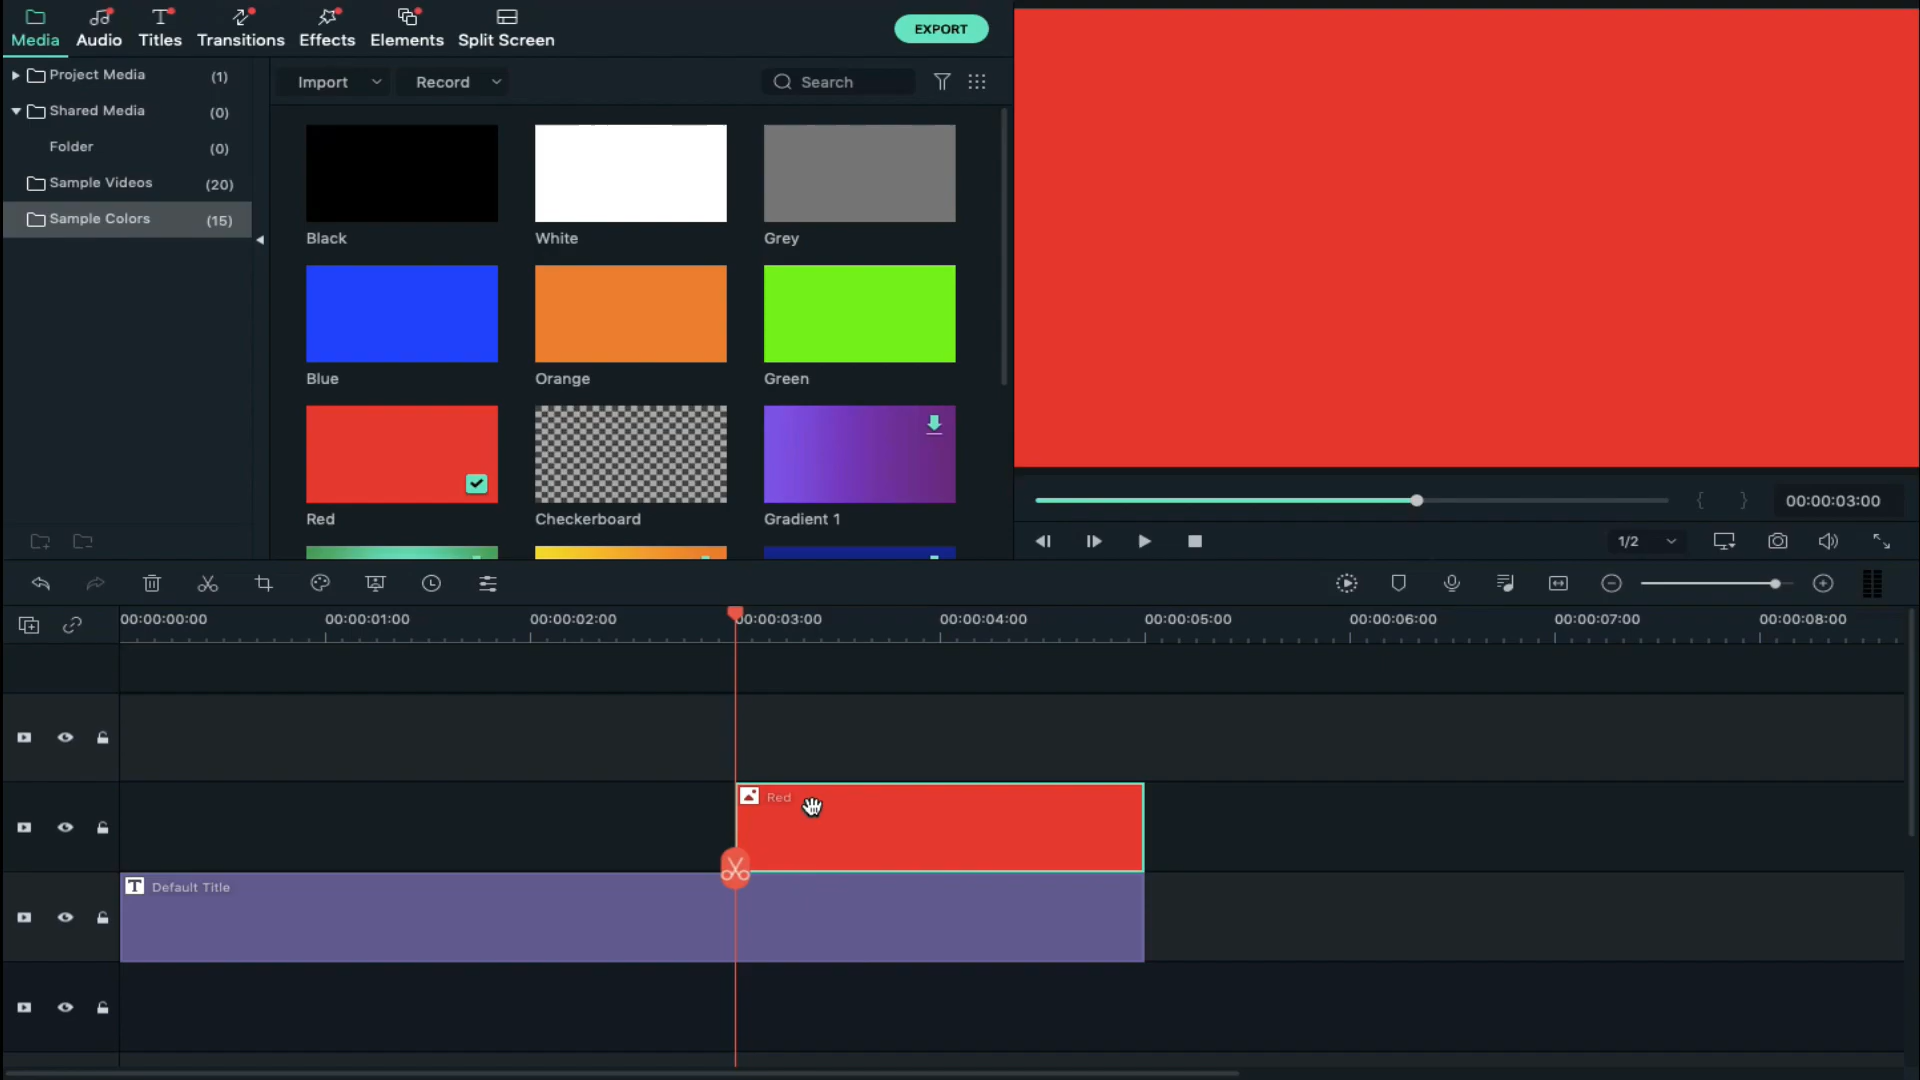 Media Audio Titles Transitions Effects Elements Split Screen EXPORT
Project Media (1)
Shared Media (0)
Folder (0)
Sample Videos (20)
Sample Colors (15)
Import Record Search
Black White Grey
Blue Orange Green
Red Checkerboard Gradient 1
00:00:03:00
1/2
00:00:00:00 00:00:01:00 00:00:02:00 00:00:03:00 00:00:04:00 00:00:05:00 00:00:06:00 00:00:07:00 00:00:08:00
Red
T Default Title